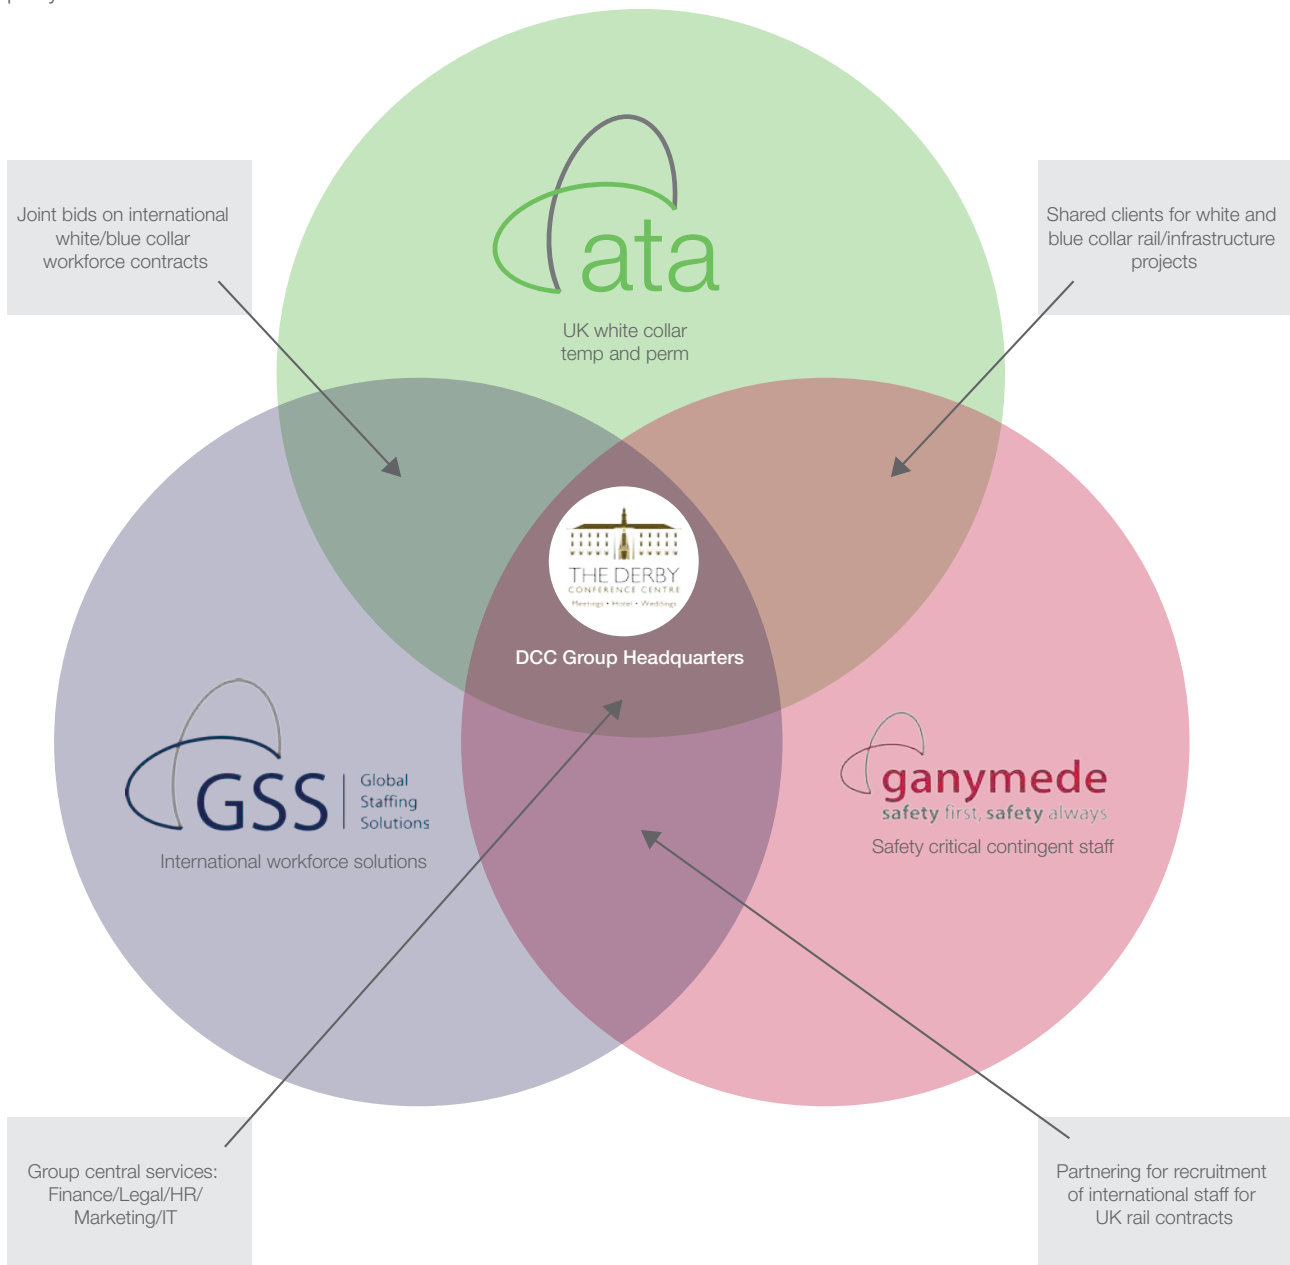 Joint bids on international
white/blue collar
workforce contracts
Shared clients for white and
blue collar rail/infrastructure
projects
ata
UK white collar
temp and perm
THE DERBY
CONFERENCE CENTRE
Meetings • Hotel • Weddings
DCC Group Headquarters
GSS
Global
Staffing
Solutions
International workforce solutions
ganymede
safety first, safety always
Safety critical contingent staff
Group central services:
Finance/Legal/HR/
Marketing/IT
Partnering for recruitment
of international staff for
UK rail contracts